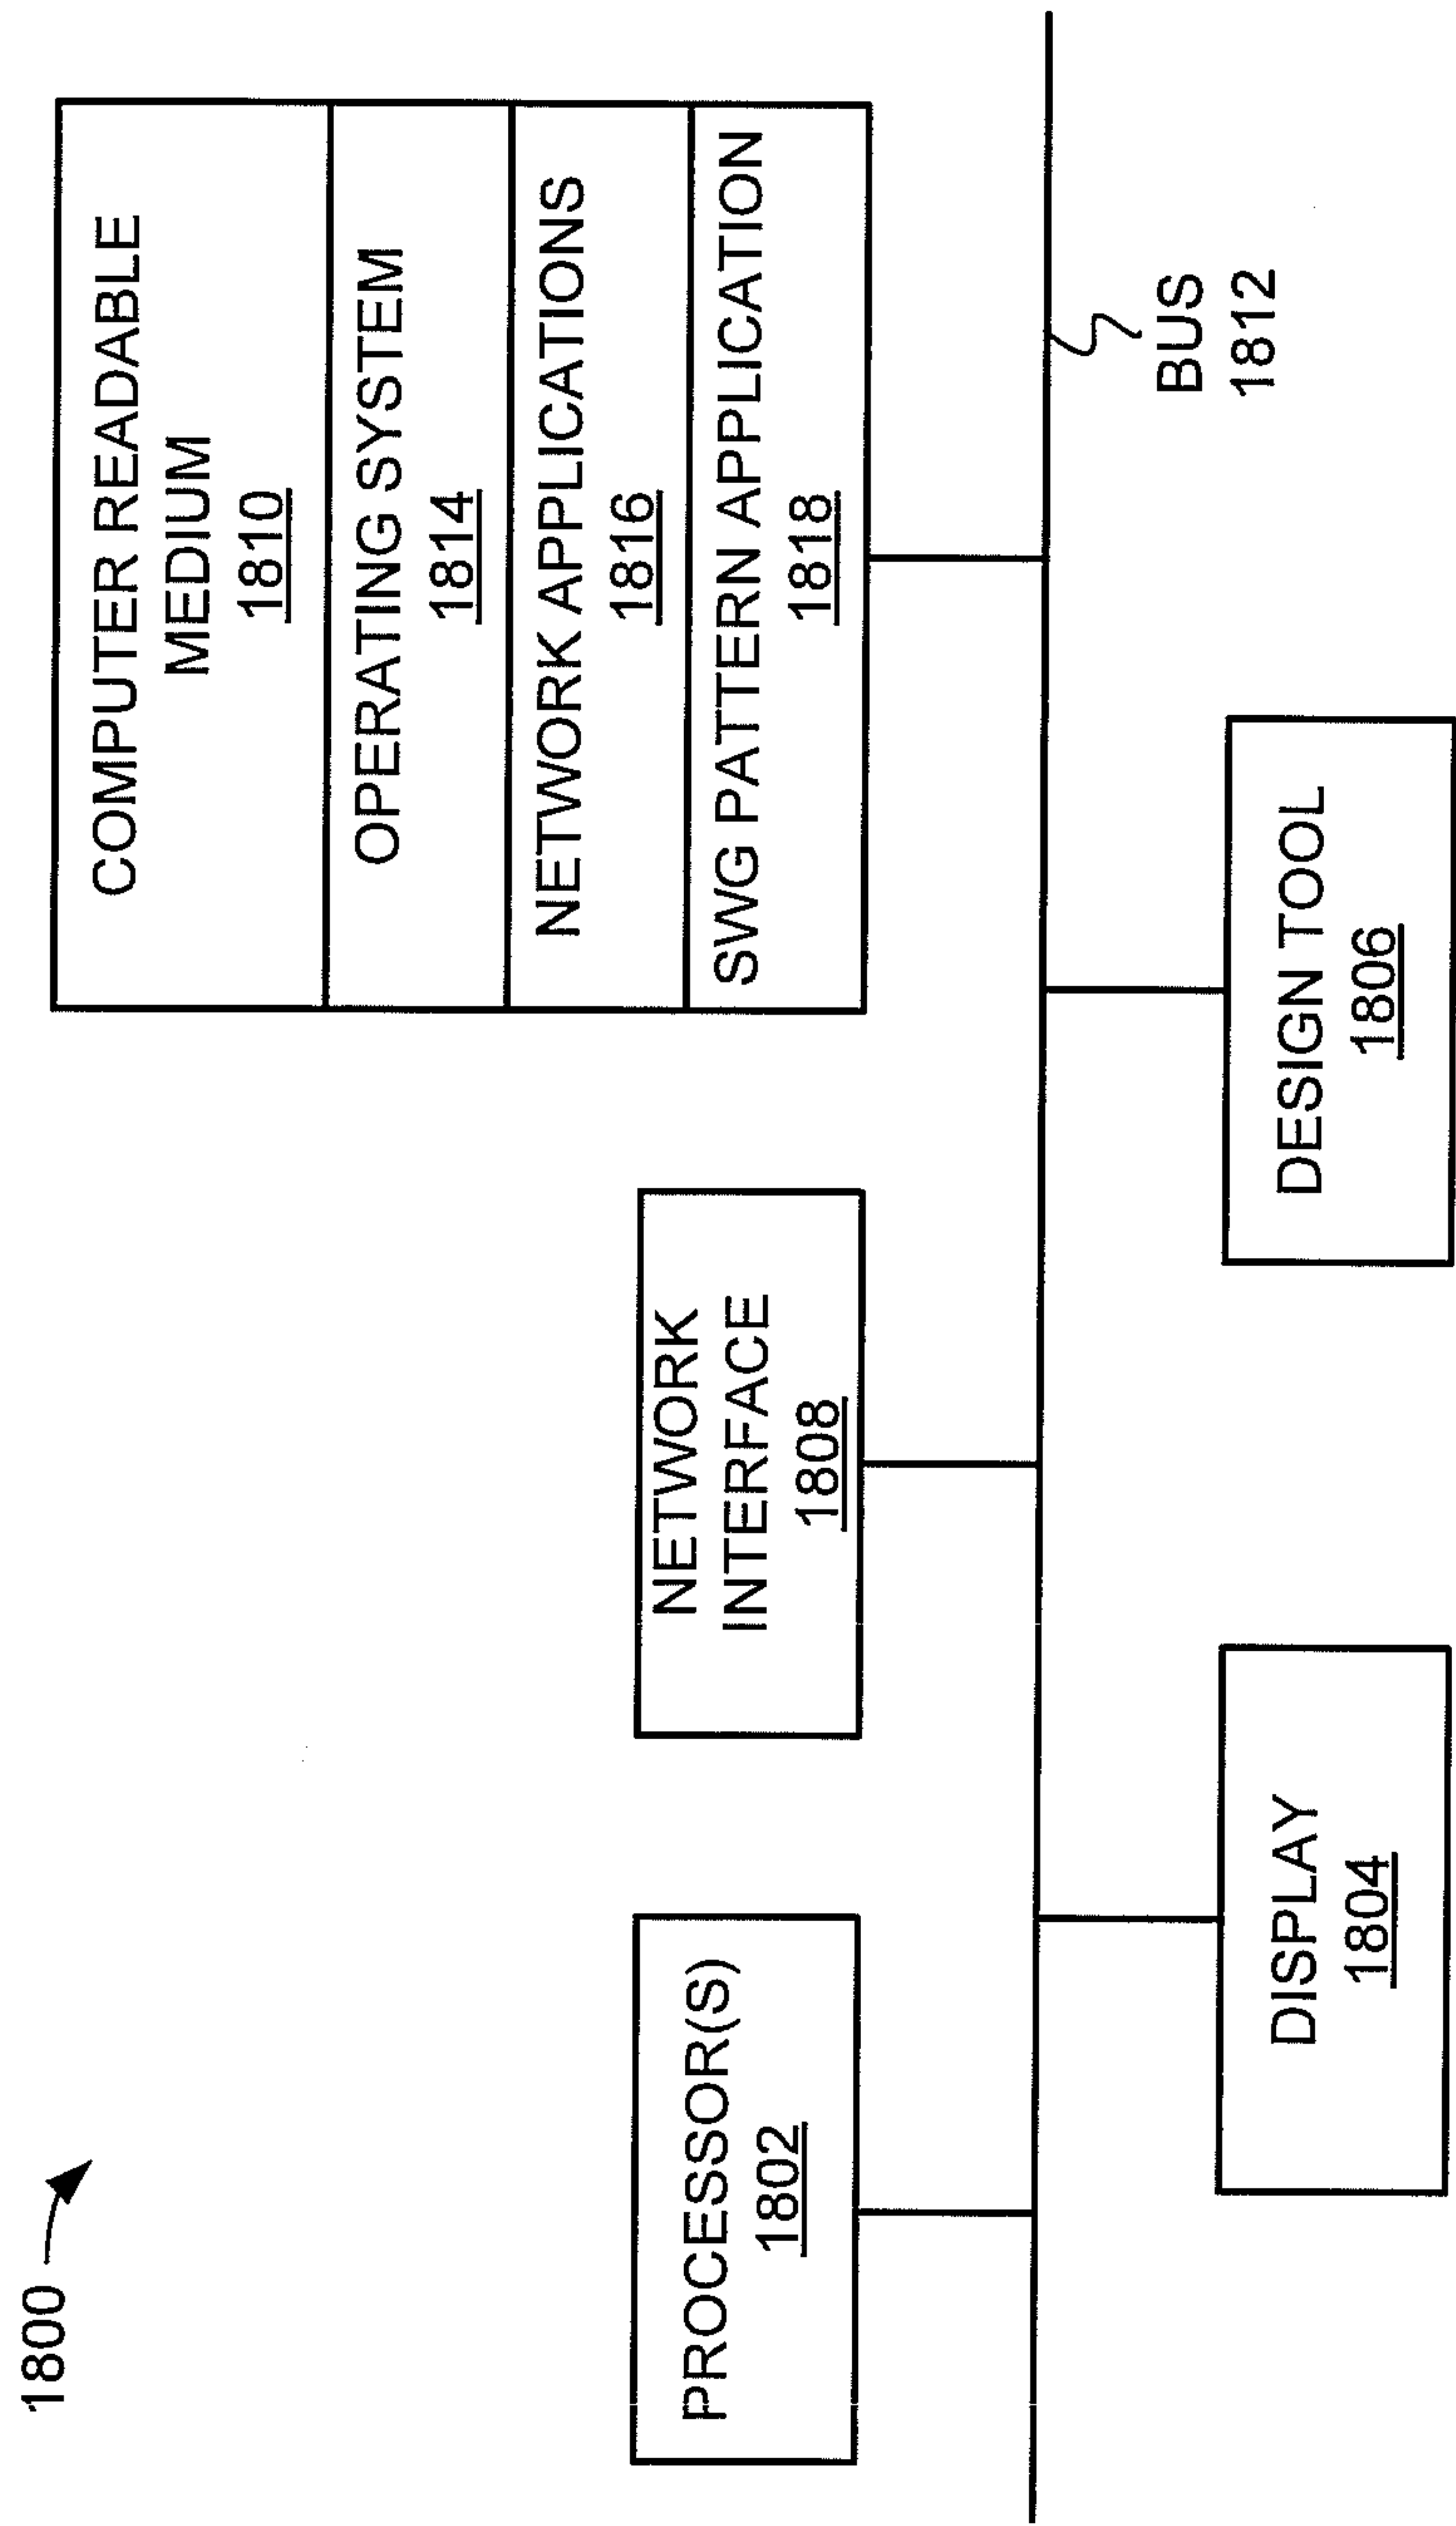 1800
PROCESSOR(S)
1802
NETWORK
INTERFACE
1808
COMPUTER READABLE
MEDIUM
1810
OPERATING SYSTEM
1814
NETWORK APPLICATIONS
1816
SWG PATTERN APPLICATION
1818
DISPLAY
1804
DESIGN TOOL
1806
BUS
1812